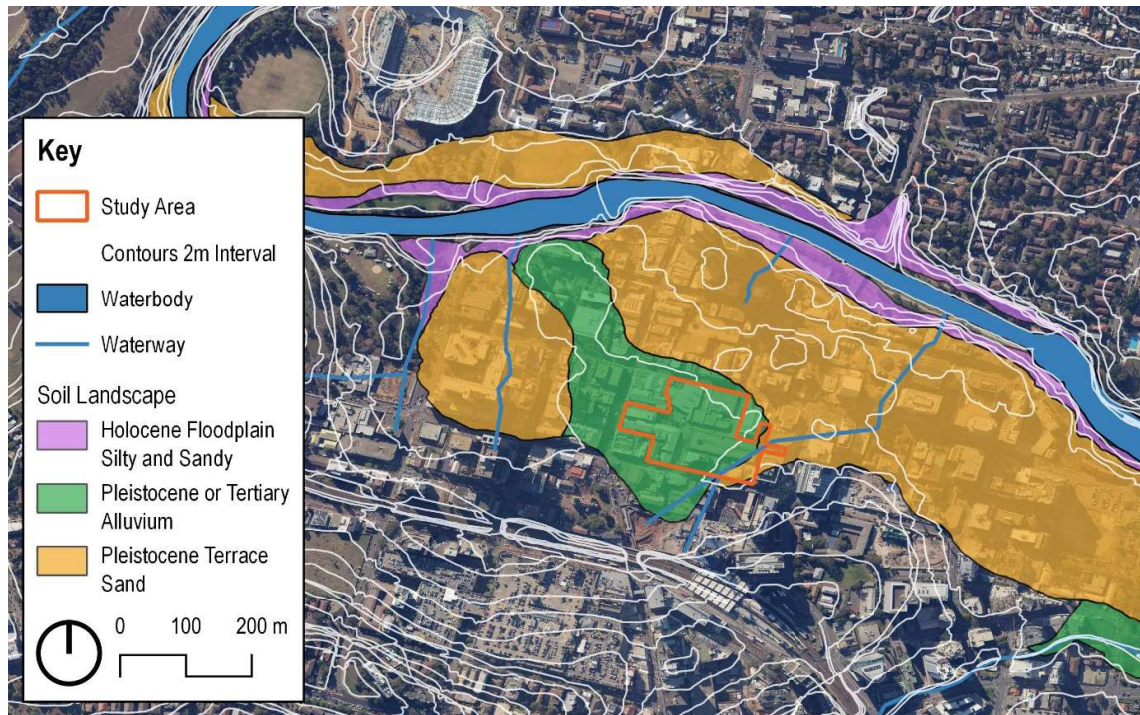 Key
Study Area
Contours 2m Interval
Waterbody
Waterway
Soil Landscape
Holocene Floodplain
Silty and Sandy
Pleistocene or Tertiary
Alluvium
Pleistocene Terrace
Sand
0 100 200 m